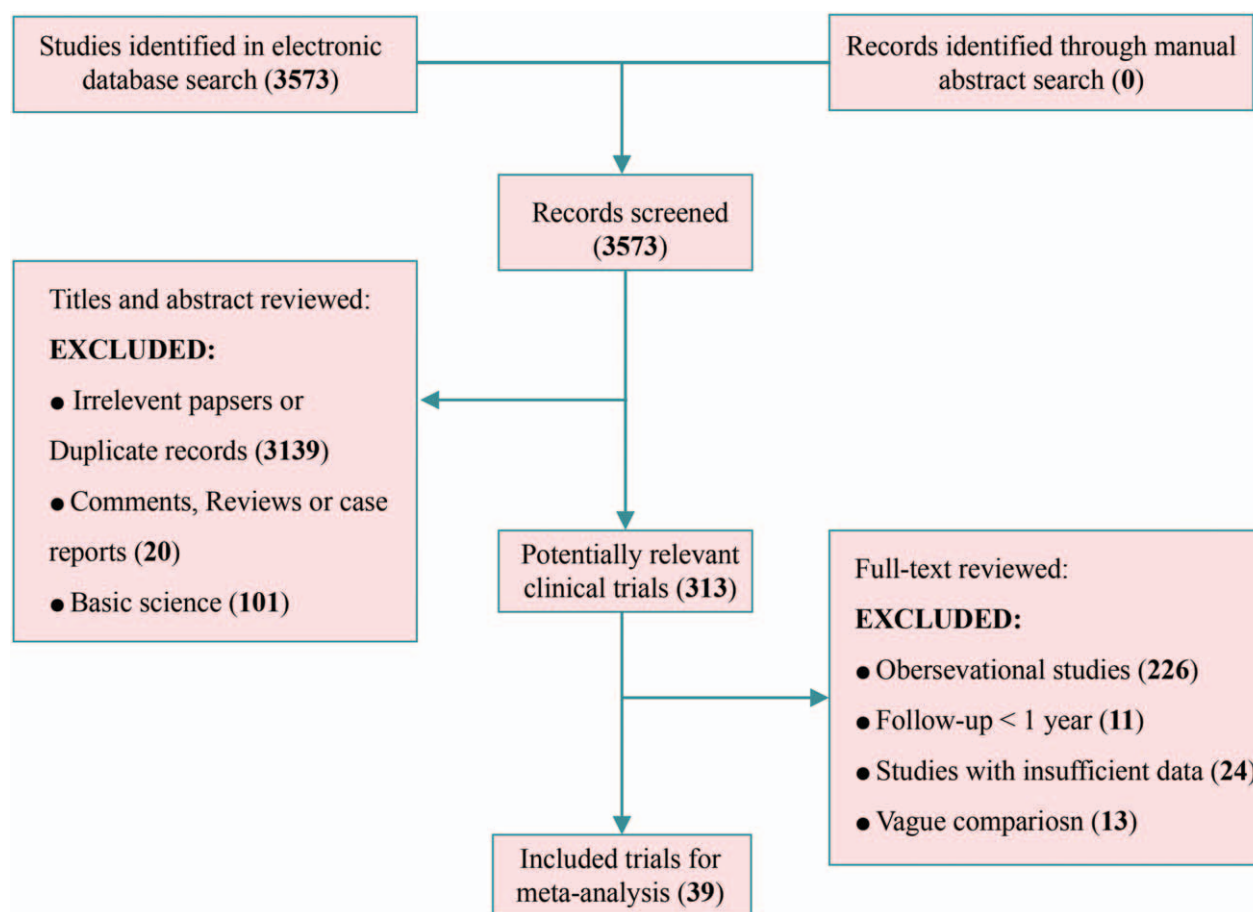 Studies identified in electronic
database search (3573)
Records identified through manual
abstract search (0)
Records screened
(3573)
Titles and abstract reviewed:
EXCLUDED:
● Irrelevent papsers or
Duplicate records (3139)
● Comments, Reviews or case
reports (20)
● Basic science (101)
Potentially relevant
clinical trials (313)
Full-text reviewed:
EXCLUDED:
● Obersevational studies (226)
● Follow-up < 1 year (11)
● Studies with insufficient data (24)
● Vague compariosn (13)
Included trials for
meta-analysis (39)